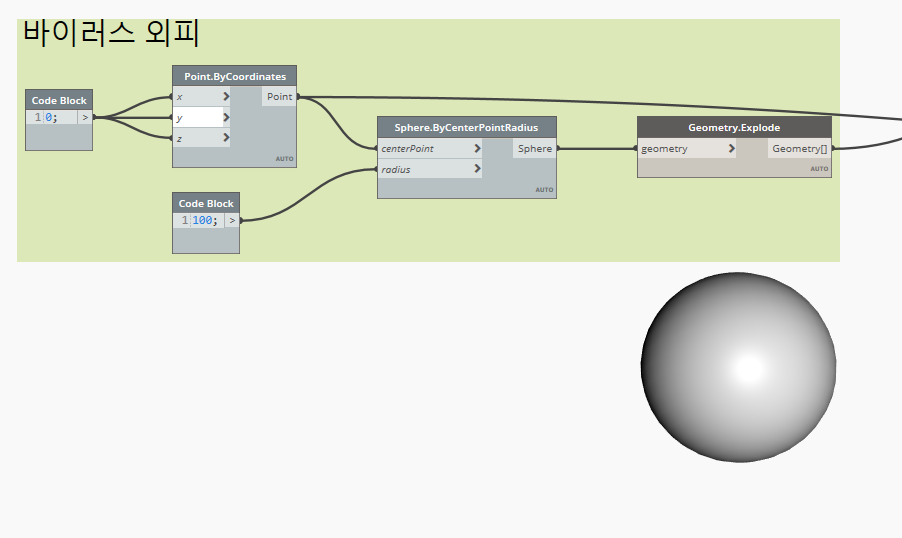 바이러스 외피
Point.ByCoordinates
Code Block
x > Point
1 0; >
y >
z >
AUTO
Sphere.ByCenterPointRadius
centerPoint > Sphere
radius >
AUTO
Geometry.Explode
geometry > Geometry[]
AUTO
Code Block
1 100; >